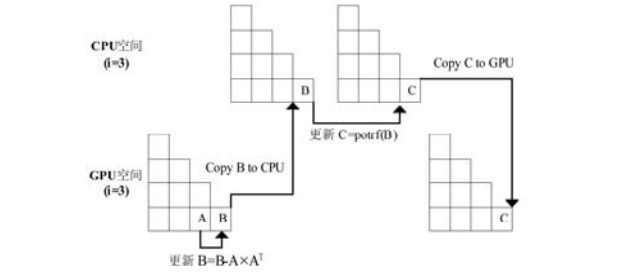 CPU空间
(i=3)
B
C
Copy C to GPU
更新 C=potrf(B)
GPU空间
(i=3)
Copy B to CPU
A
B
C
更新 B=B-A×Aᵀ